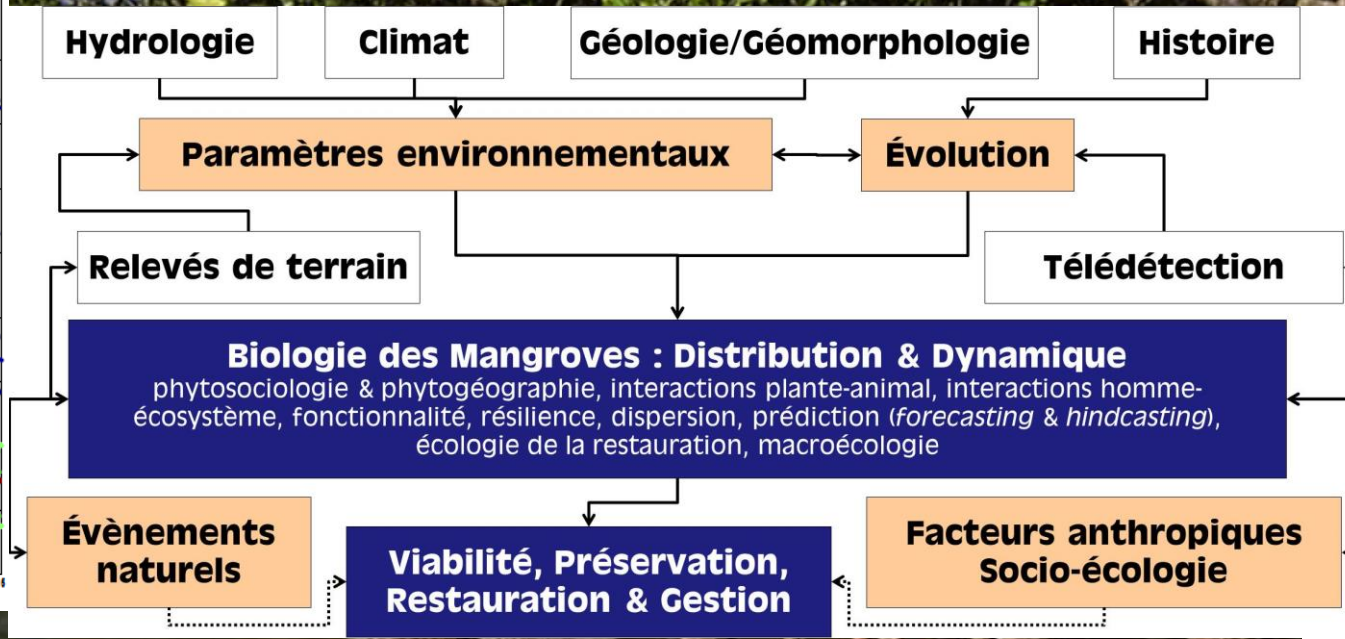 Hydrologie
Climat
Géologie/Géomorphologie
Histoire
Paramètres environnementaux
Évolution
Relevés de terrain
Télédétection
Biologie des Mangroves : Distribution & Dynamique
phytosociologie & phytogéographie, interactions plante-animal, interactions homme-
écosystème, fonctionnalité, résilience, dispersion, prédiction (forecasting & hindcasting),
écologie de la restauration, macroécologie
Évènements
naturels
Viabilité, Préservation,
Restauration & Gestion
Facteurs anthropiques
Socio-écologie